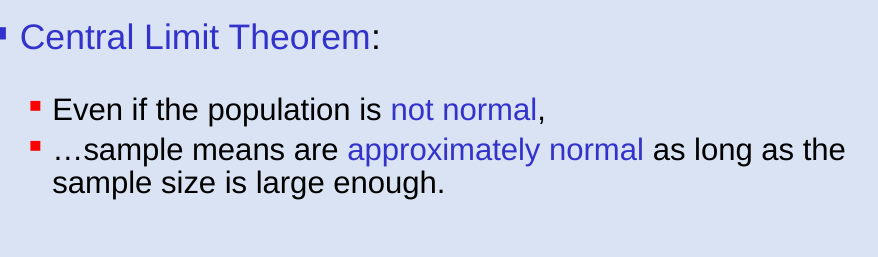 Central Limit Theorem:
Even if the population is not normal,
…sample means are approximately normal as long as the
sample size is large enough.